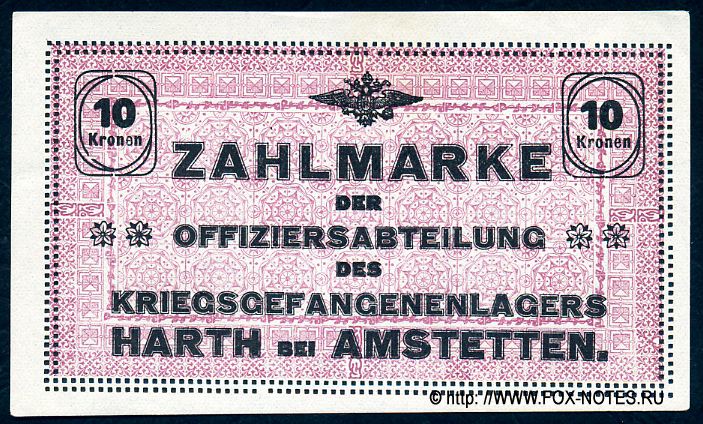 10 10
Kronen Kronen
ZAHLMARKE
DER
OFFIZIERSABTEILUNG
DES
KRIEGSGEFANGENENLAGERS
HARTH BEI AMSTETTEN.
© http: //WWW.FOX-NOTES.RU